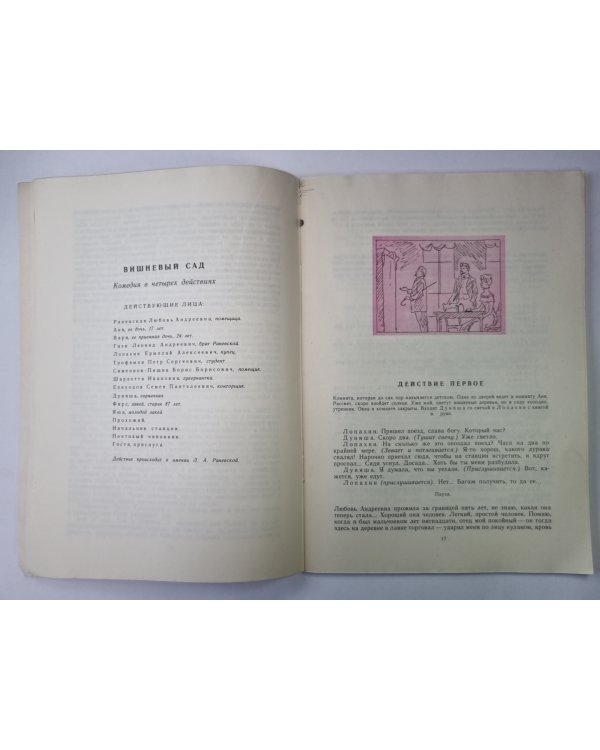 ВИШНЕВЫЙ САД
Комедия в четырех действиях
ДЕЙСТВУЮЩИЕ ЛИЦА:
Раневская Любовь Андреевна, помещица.
Аня, ее дочь, 17 лет.
Варя, ее приемная дочь, 24 лет.
Гаев Леонид Андреевич, брат Раневской.
Лопахин Ермолай Алексеевич, купец.
Трофимов Петр Сергеевич, студент
Симеонов-Пищик Борис Борисович, помещик.
Шарлотта Ивановна, гувернантка.
Епиходов Семен Пантелеевич, конторщик.
Дуняша, горничная.
Фирс, лакей, старик 87 лет.
Яша, молодой лакей.
Прохожий.
Начальник станции.
Почтовый чиновник.
Гости, прислуга.
Действие происходит в имении Л. А. Раневской.
ДЕЙСТВИЕ ПЕРВОЕ
Комната, которая до сих пор называется детскою. Одна из дверей ведет в комнату Ани.
Рассвет, скоро взойдет солнце. Уже май, цветут вишневые деревья, но в саду холодно,
утренник. Окна в комнате закрыты. Входят Дуняша со свечой и Лопахин с книгой
в руке.
Лопахин. Пришел поезд, слава богу. Который час?
Дуняша. Скоро два. (Тушит свечу.) Уже светло.
Лопахин. На сколько же это опоздал поезд? Часа на два по
крайней мере. (Зевает и потягивается.) Я-то хорош, какого дурака
свалял! Нарочно приехал сюда, чтобы на станции встретить, и вдруг
проспал... Сидя уснул. Досада... Хоть бы ты меня разбудила.
Дуняша. Я думала, что вы уехали. (Прислушивается.) Вот, ка-
жется, уже едут.
Лопахин (прислушивается). Нет... Багаж получить, то да се...
Пауза.
Любовь Андреевна прожила за границей пять лет, не знаю, какая она
теперь стала... Хороший она человек. Легкий, простой человек. Помню,
когда я был мальчонком лет пятнадцати, отец мой покойный — он тогда
здесь на деревне в лавке торговал — ударил меня по лицу кулаком, кровь
17